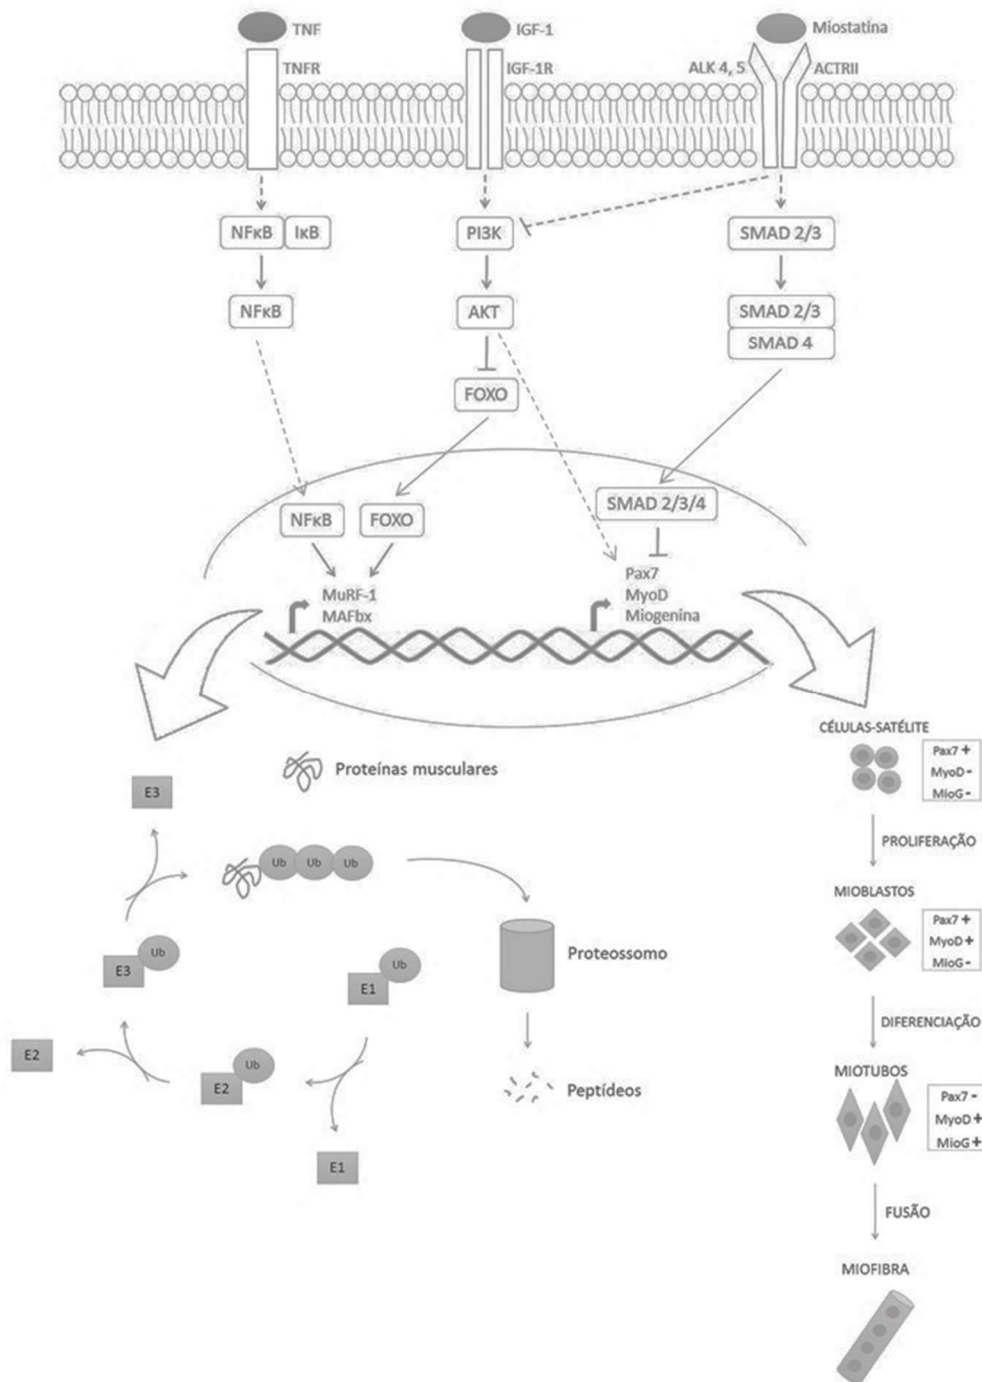 TNF
IGF-1
Miostatina
TNFR
IGF-1R
ALK 4, 5
ACTRII
NFκB
IκB
PI3K
SMAD 2/3
NFκB
AKT
SMAD 2/3
SMAD 4
FOXO
NFκB
FOXO
SMAD 2/3/4
MuRF-1
MAFbx
Pax7
MyoD
Miogenina
CÉLULAS-SATÉLITE
Pax7 +
MyoD -
MioG -
PROLIFERAÇÃO
MIOBLASTOS
Pax7 +
MyoD +
MioG -
DIFERENCIAÇÃO
MIOTUBOS
Pax7 -
MyoD +
MioG +
FUSÃO
MIOFIBRA
Proteínas musculares
E3
Ub Ub Ub
Proteossomo
Ub
E3
Ub
E1
Ub
E2
E2
E1
Peptídeos